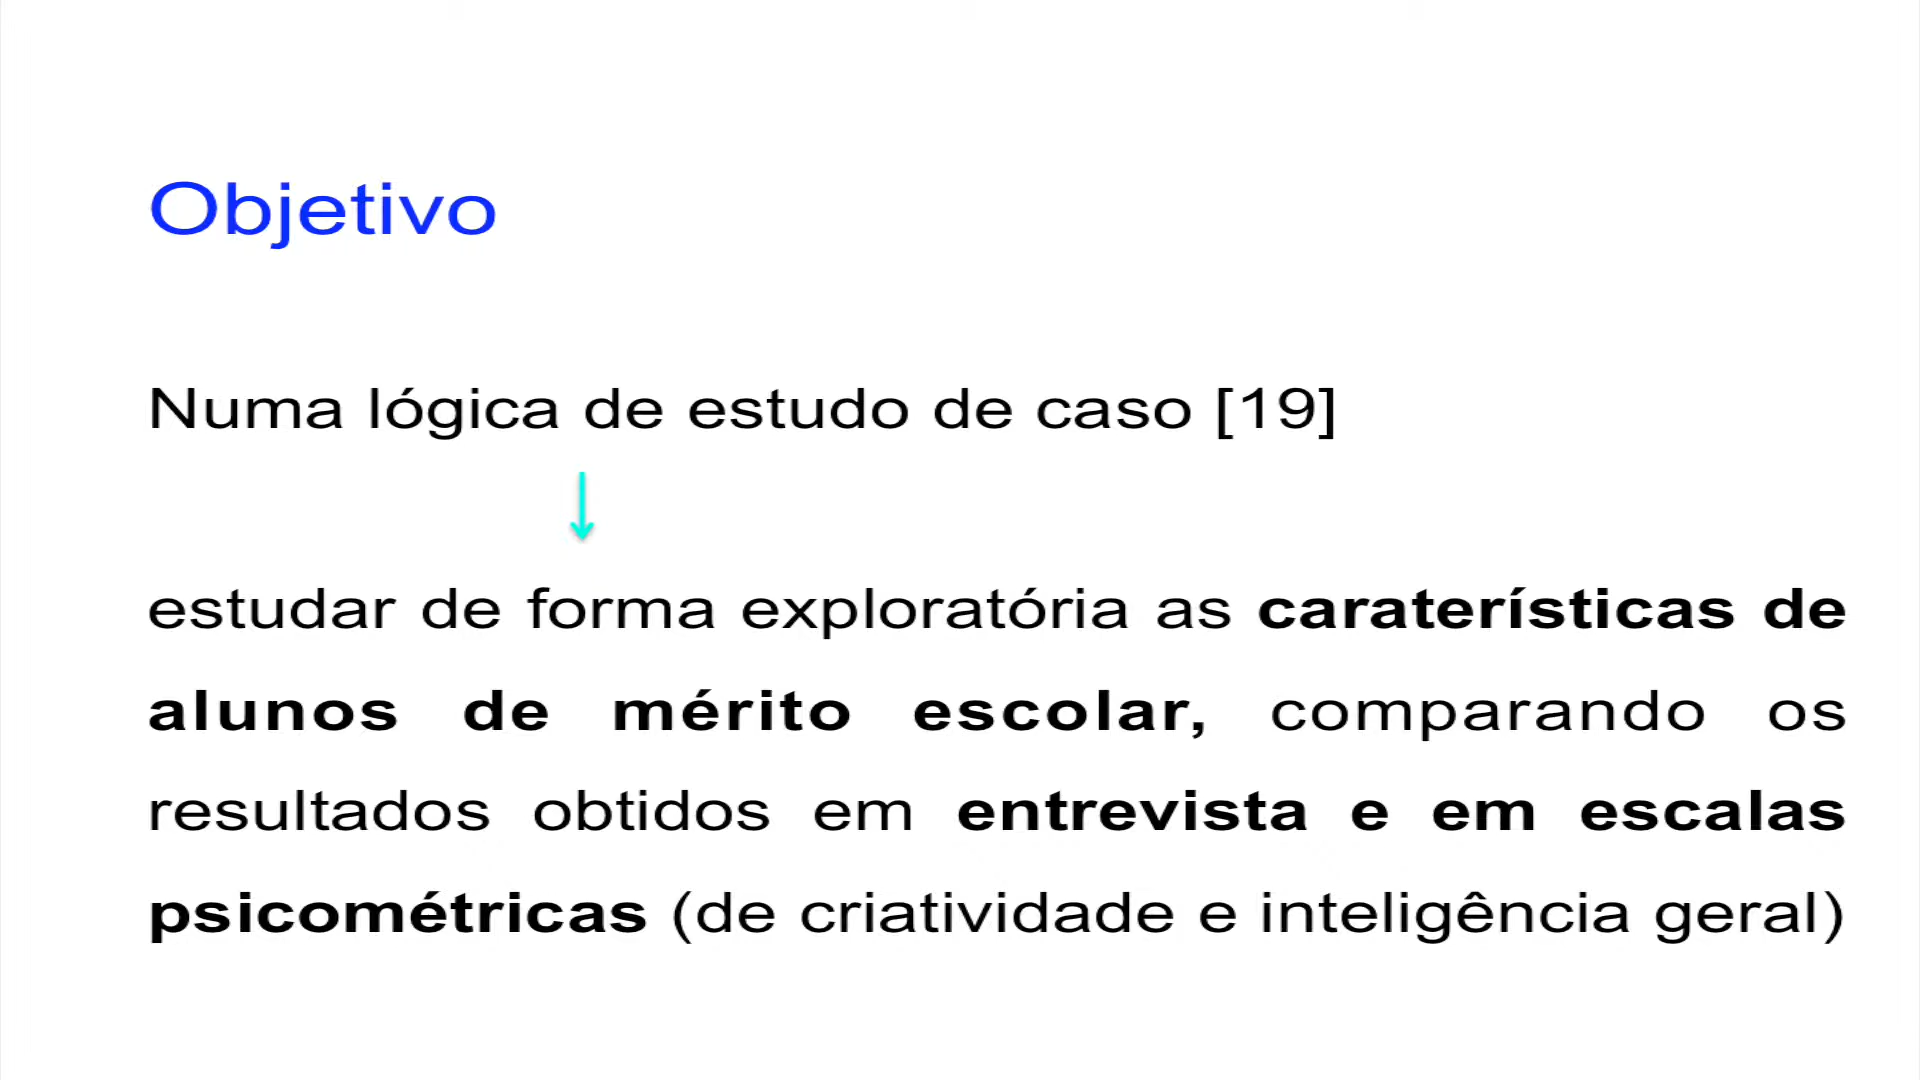 Objetivo
Numa lógica de estudo de caso [19]
estudar de forma exploratória as caraterísticas de
alunos de mérito escolar, comparando os
resultados obtidos em entrevista e em escalas
psicométricas (de criatividade e inteligência geral)